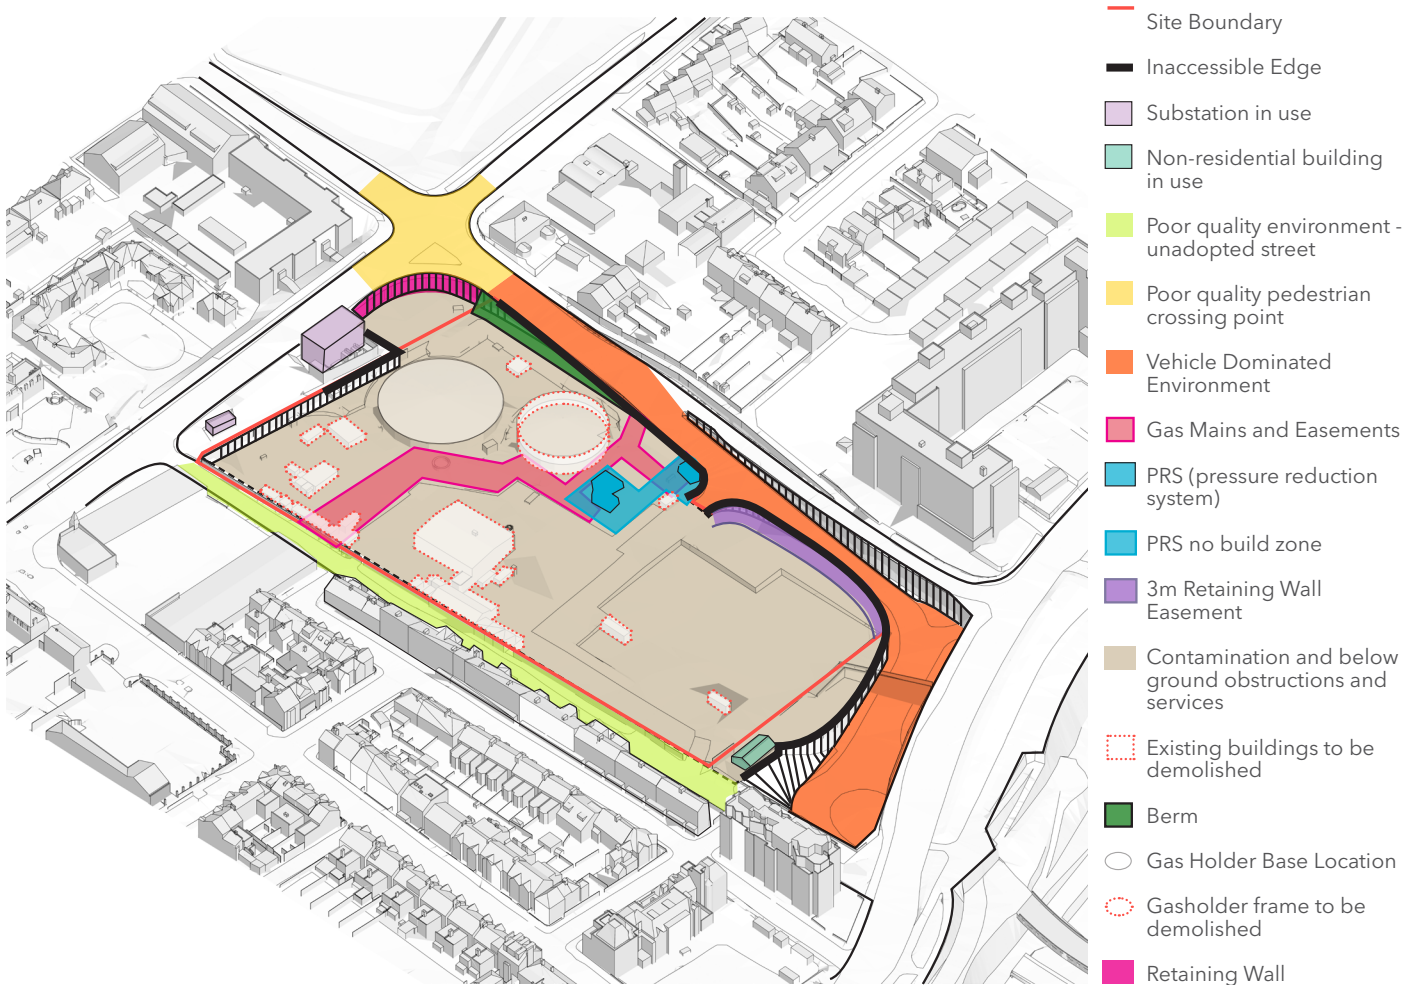 Site Boundary
Inaccessible Edge
Substation in use
Non-residential building
in use
Poor quality environment -
unadopted street
Poor quality pedestrian
crossing point
Vehicle Dominated
Environment
Gas Mains and Easements
PRS (pressure reduction
system)
PRS no build zone
3m Retaining Wall
Easement
Contamination and below
ground obstructions and
services
Existing buildings to be
demolished
Berm
Gas Holder Base Location
Gasholder frame to be
demolished
Retaining Wall